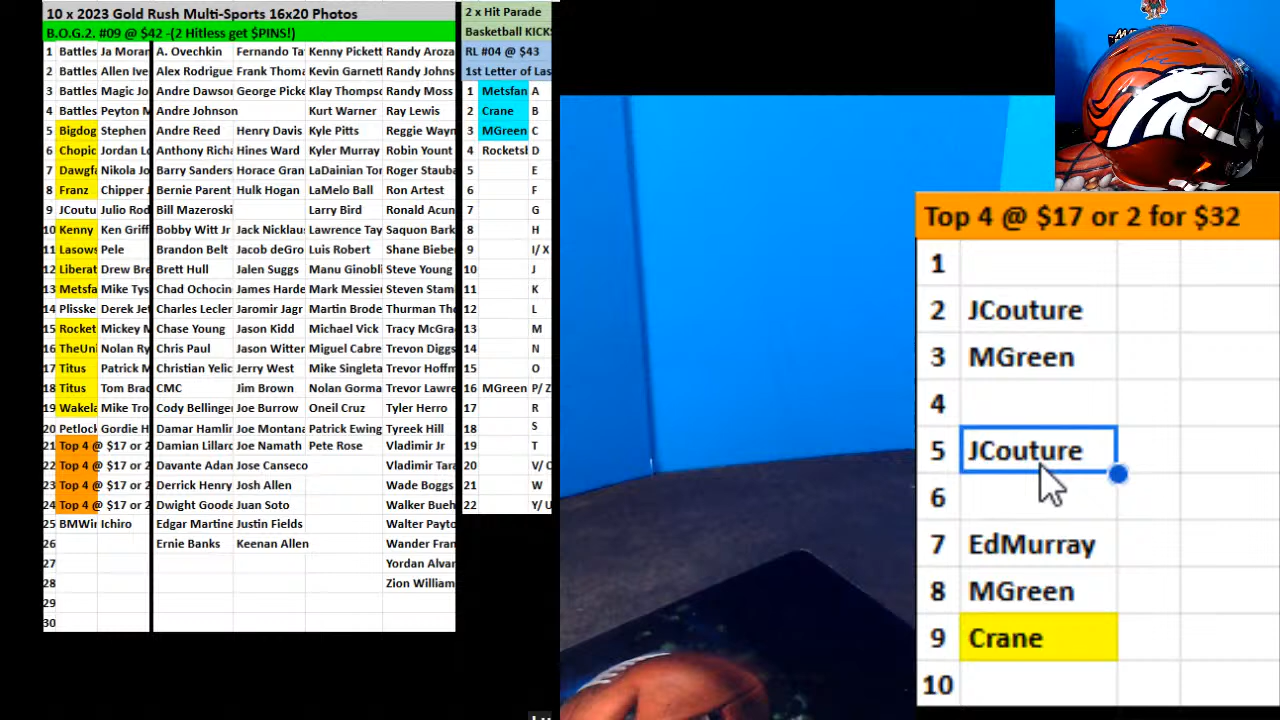 10 x 2023 Gold Rush Multi-Sports 16x20 Photos
B.O.G.2. #09 @ $42 -(2 Hitless get $PINS!)
1 Battles Ja Moran A. Ovechkin Fernando Ta Kenny Pickett Randy Aroza
2 Battles Allen Ive Alex Rodrigue Frank Thoma Kevin Garnett Randy Johns
3 Battles Magic Jo Andre Dawson George Picke Klay Thompso Randy Moss
4 Battles Peyton M Andre Johnson Kurt Warner Ray Lewis
5 Bigdog Stephen Andre Reed Henry Davis Kyle Pitts Reggie Wayn
6 Chopic Jordan Lo Anthony Richa Hines Ward Kyler Murray Robin Yount
7 Dawgfa Nikola Jo Barry Sanders Horace Gran LaDainian To Roger Stauba
8 Franz Chipper J Bernie Parent Hulk Hogan LaMelo Ball Ron Artest
9 JCoutu Julio Rod Bill Mazeroski Larry Bird Ronald Acun
10 Kenny Ken Griff Bobby Witt Jr Jack Nicklaus Lawrence Tay Saquon Bark
11 Lasows Pele Brandon Belt Jacob deGro Luis Robert Shane Bieber
12 Liberat Drew Bre Brett Hull Jalen Suggs Manu Ginobli Steve Young
13 Metsfa Mike Tys Chad Ochocin James Harde Mark Messier Steven Stam
14 Plisske Derek Jet Charles Lecler Jaromir Jagr Martin Brode Thurman Tho
15 Rocket Mickey M Chase Young Jason Kidd Michael Vick Tracy McGra
16 TheUni Nolan Ry Chris Paul Jason Witter Miguel Cabre Trevon Diggs
17 Titus Patrick M Christian Yelic Jerry West Mike Singleta Trevor Hoffm
18 Titus Tom Brad CMC Jim Brown Nolan Gorma Trevor Lawre
19 Wakela Mike Tro Cody Bellinger Joe Burrow Oneil Cruz Tyler Herro
20 Petlock Gordie H Damar Hamlin Joe Montana Patrick Ewing Tyreek Hill
21 Top 4 @ $17 or 2 Damian Lillard Joe Namath Pete Rose Vladimir Jr
22 Top 4 @ $17 or 2 Davante Adam Jose Canseco Vladimir Tara
23 Top 4 @ $17 or 2 Derrick Henry Josh Allen Wade Boggs
24 Top 4 @ $17 or 2 Dwight Goode Juan Soto Walker Bueh
25 BMWin Ichiro Edgar Martine Justin Fields Walter Payto
26 Ernie Banks Keenan Allen Wander Fran
27 Yordan Alvar
28 Zion William
29
30
2 x Hit Parade
Basketball KICKS
RL #04 @ $43
1st Letter of Las
1 Metsfan A
2 Crane B
3 MGreen C
4 Rocketsl D
5 E
6 F
7 G
8 H
9 I/ X
10 J
11 K
12 L
13 M
14 N
15 O
16 MGreen P/ Z
17 R
18 S
19 T
20 V/
21 W
22 Y/ U
Top 4 @ $17 or 2 for $32
1
2 JCouture
3 MGreen
4
5 JCouture
6
7 EdMurray
8 MGreen
9 Crane
10